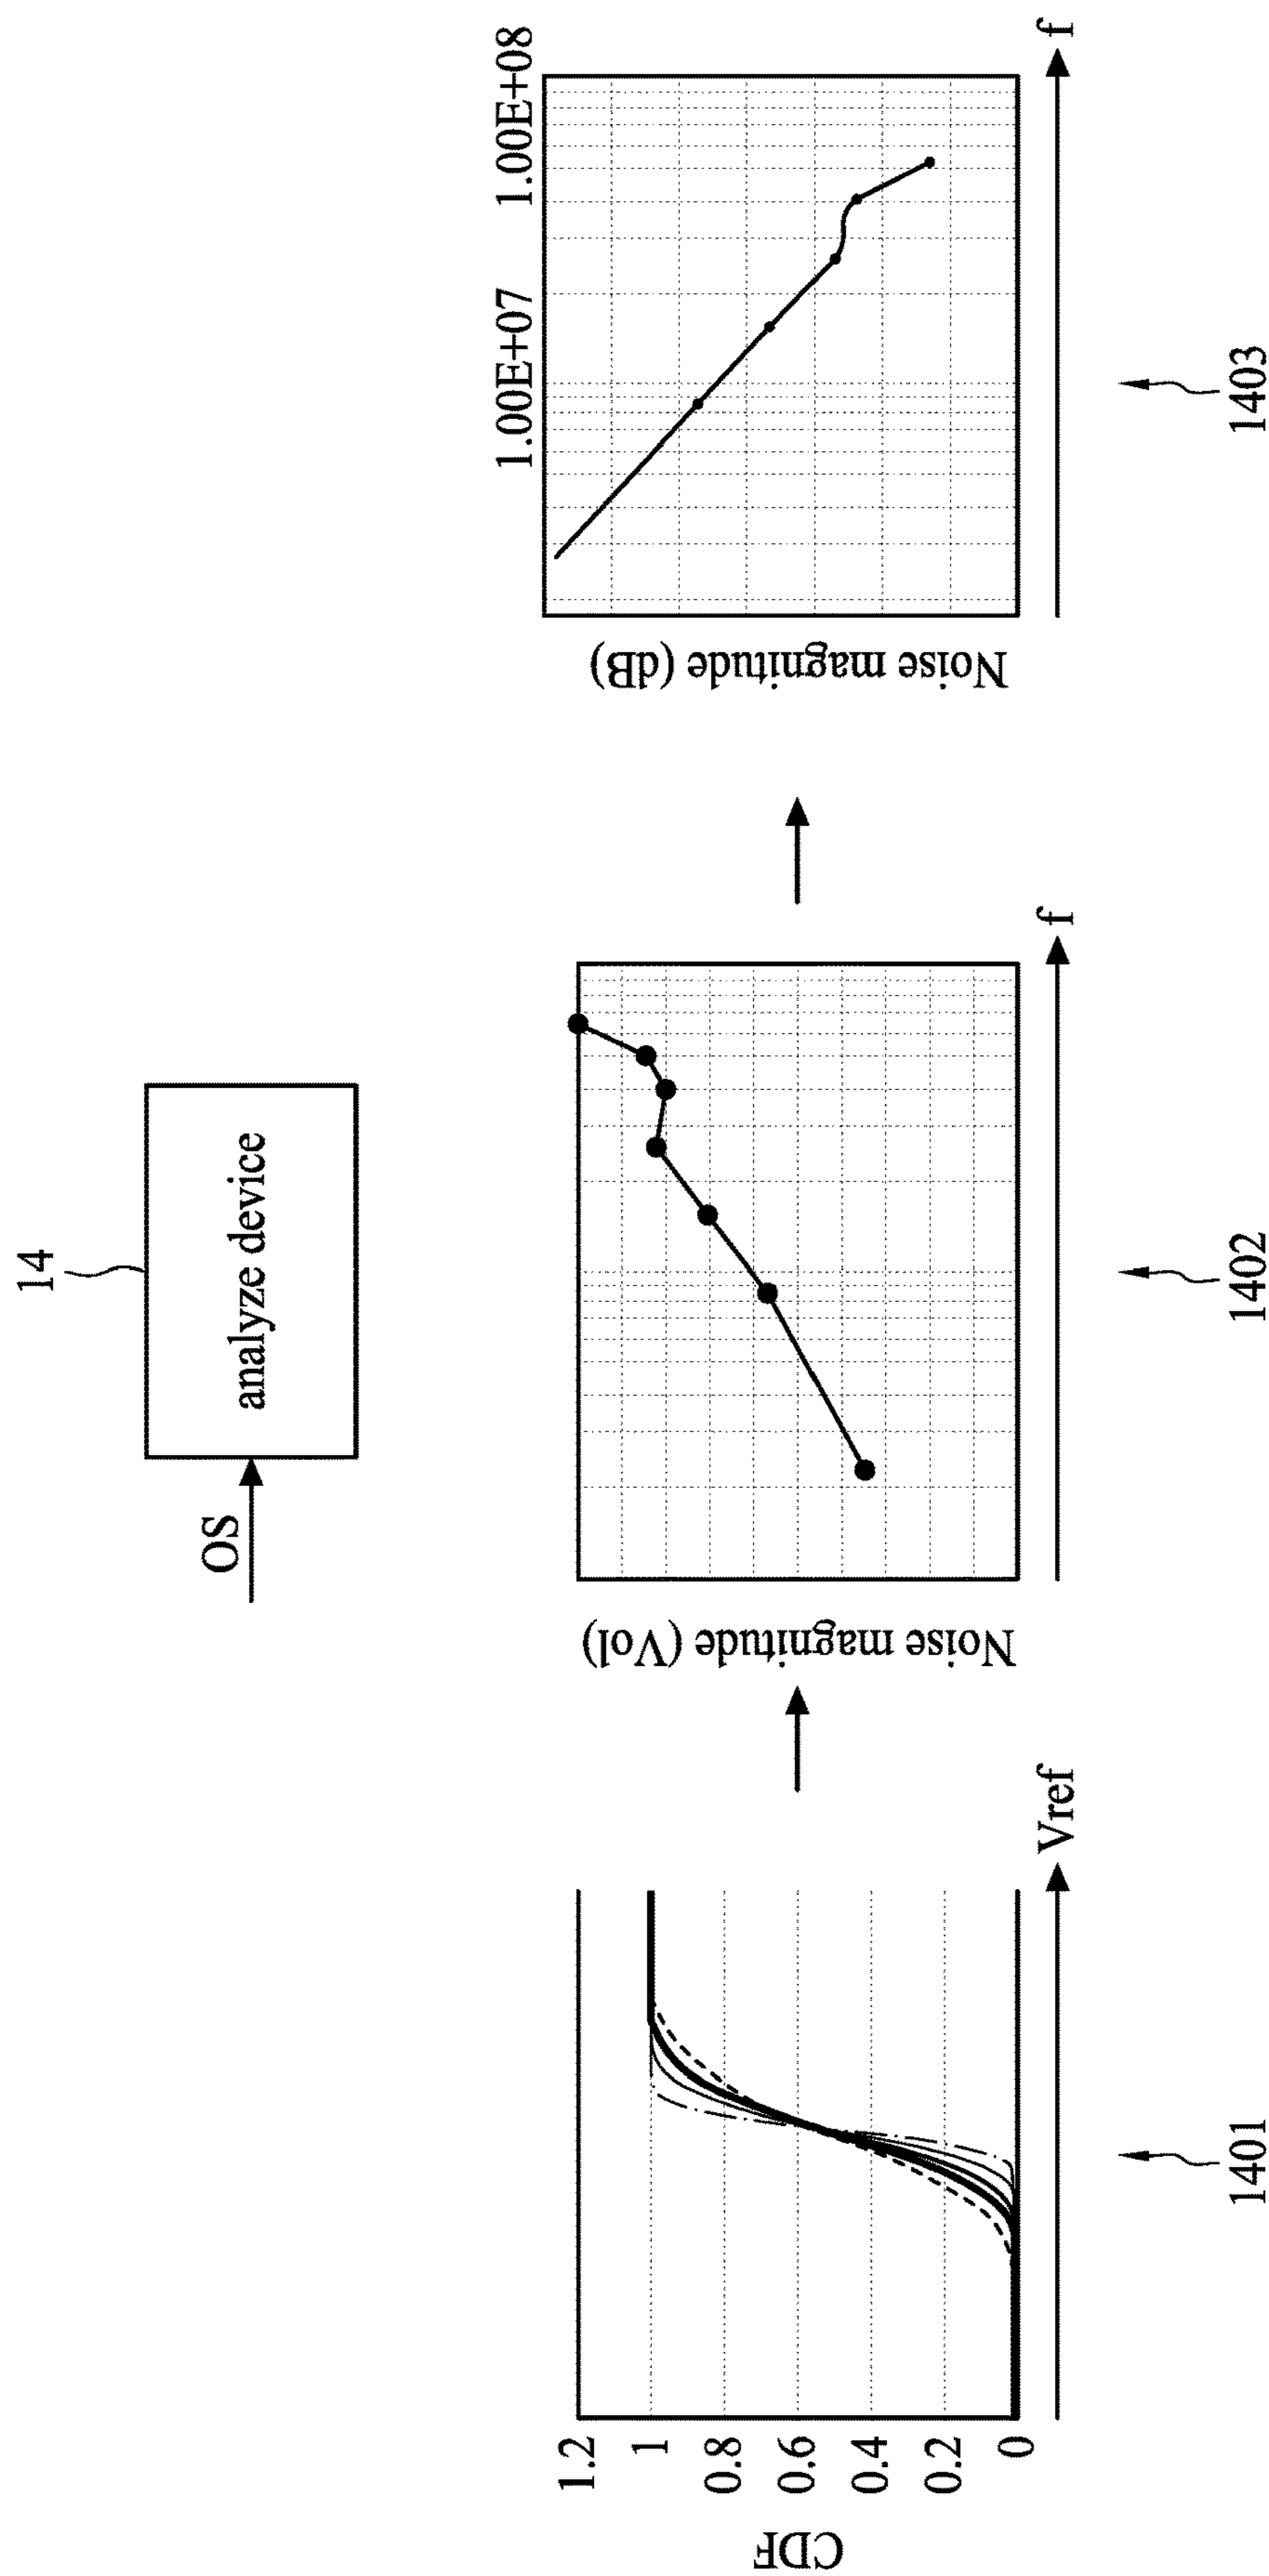 14
OS
analyze device
CDF
1.2
1
0.8
0.6
0.4
0.2
0
Vref
1401
Noise magnitude (Vol)
f
1402
1.00E+07
1.00E+08
Noise magnitude (dB)
f
1403